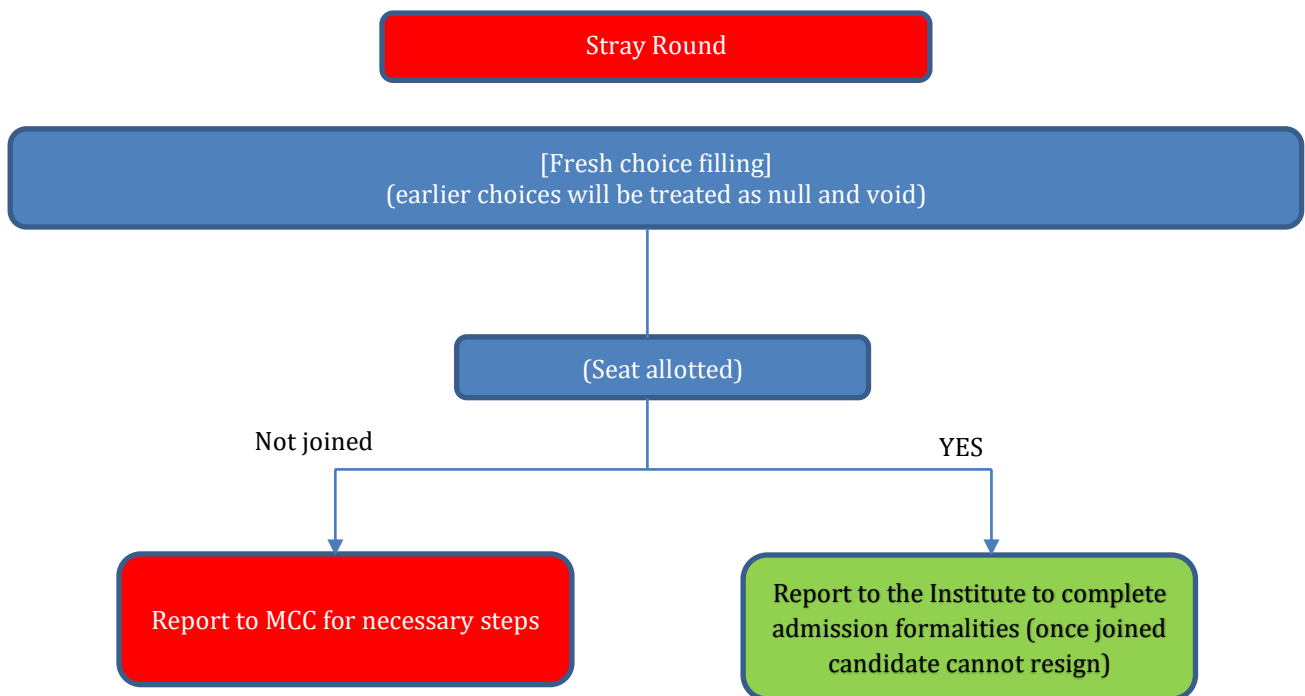 Stray Round
[Fresh choice filling]
(earlier choices will be treated as null and void)
(Seat allotted)
Not joined
YES
Report to MCC for necessary steps
Report to the Institute to complete
admission formalities (once joined
candidate cannot resign)